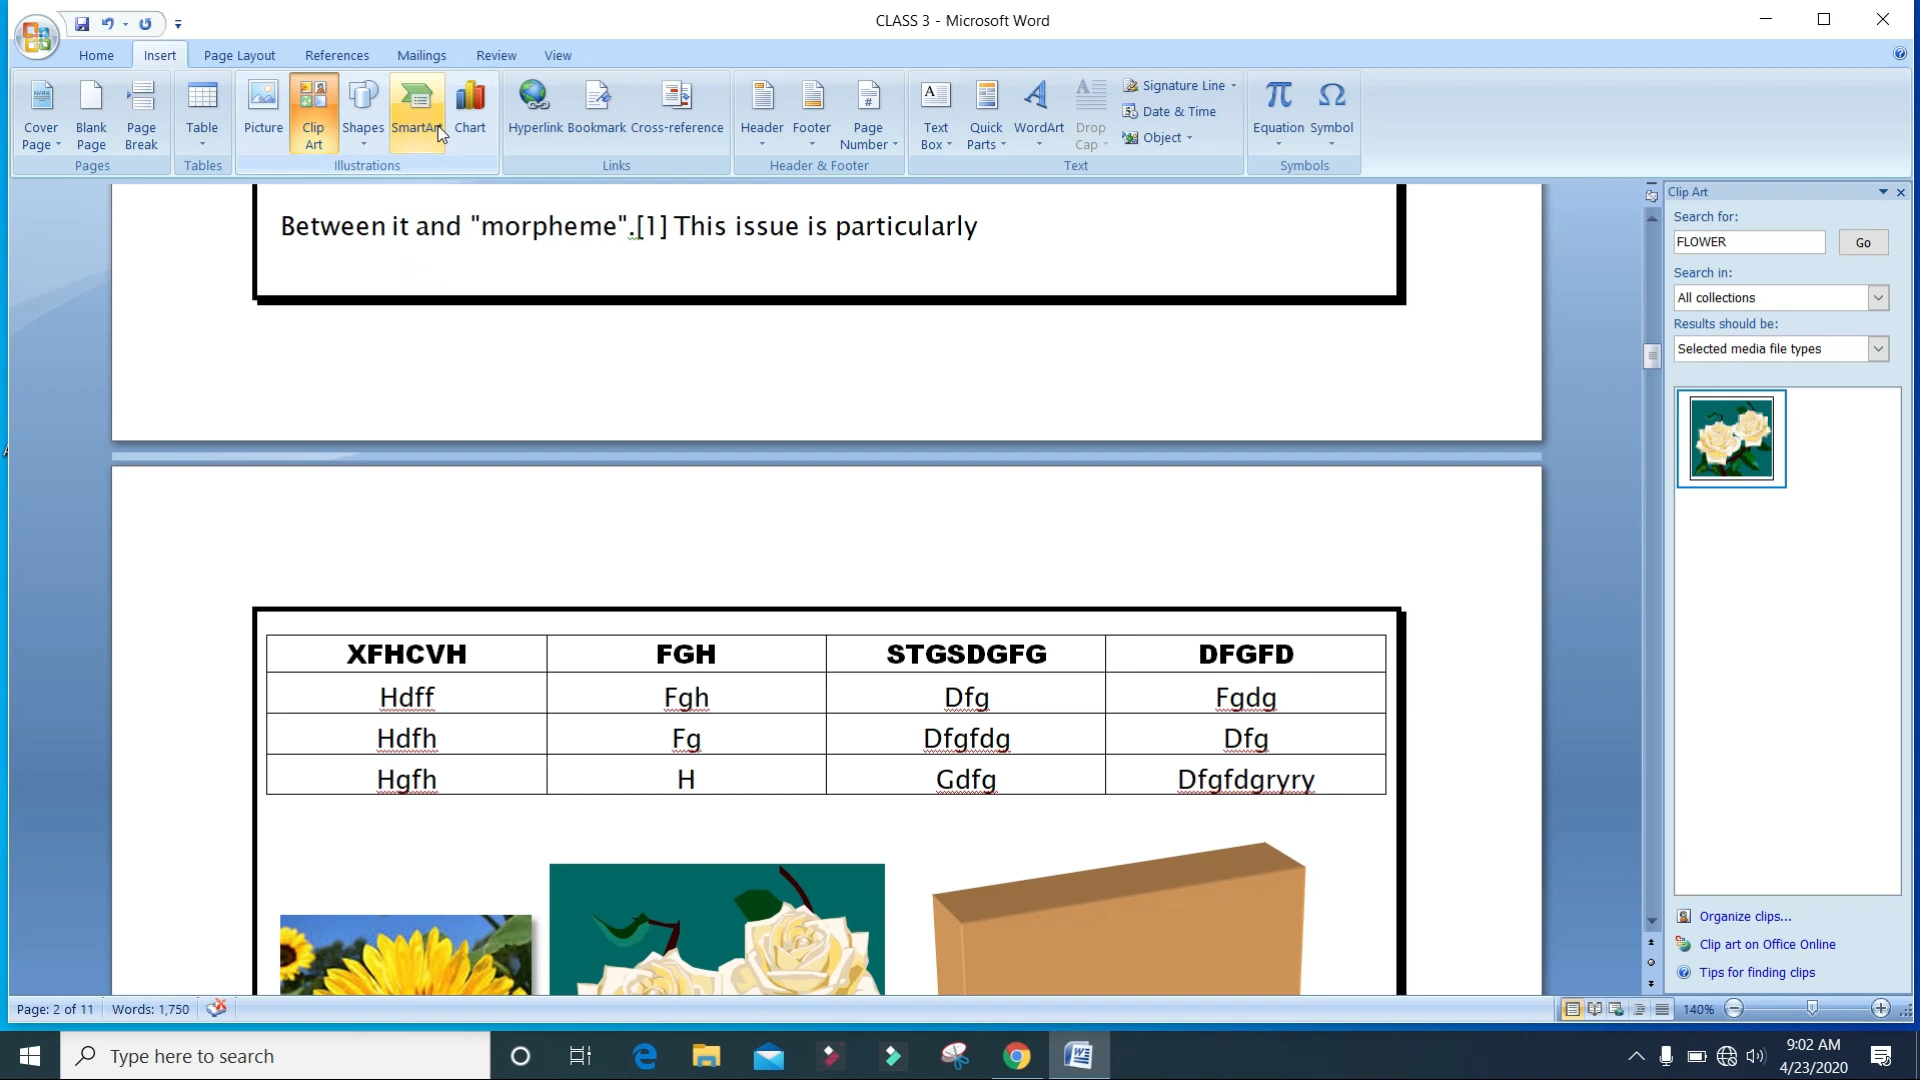 CLASS 3 - Microsoft Word
Home Insert Page Layout References Mailings Review View
Cover Page
Blank Page
Page Break
Pages
Table
Tables
Picture
Clip Art
Shapes
SmartArt
Chart
Illustrations
Hyperlink Bookmark Cross-reference
Links
Header
Footer
Page Number
Header & Footer
Text Box
Quick Parts
WordArt
Drop Cap
Signature Line
Date & Time
Object
Text
Equation
Symbol
Symbols
Between it and "morpheme".[1] This issue is particularly
XFHCVH FGH STGSDGFG DFGFD
Hdff Fgh Dfg Fgdg
Hdfh Fg Dfgfdg Dfg
Hgfh H Gdfg Dfgfdgryry
Clip Art
Search for:
FLOWER Go
Search in:
All collections
Results should be:
Selected media file types
Organize clips...
Clip art on Office Online
Tips for finding clips
Page: 2 of 11 Words: 1,750 140%
Type here to search
9:02 AM
4/23/2020